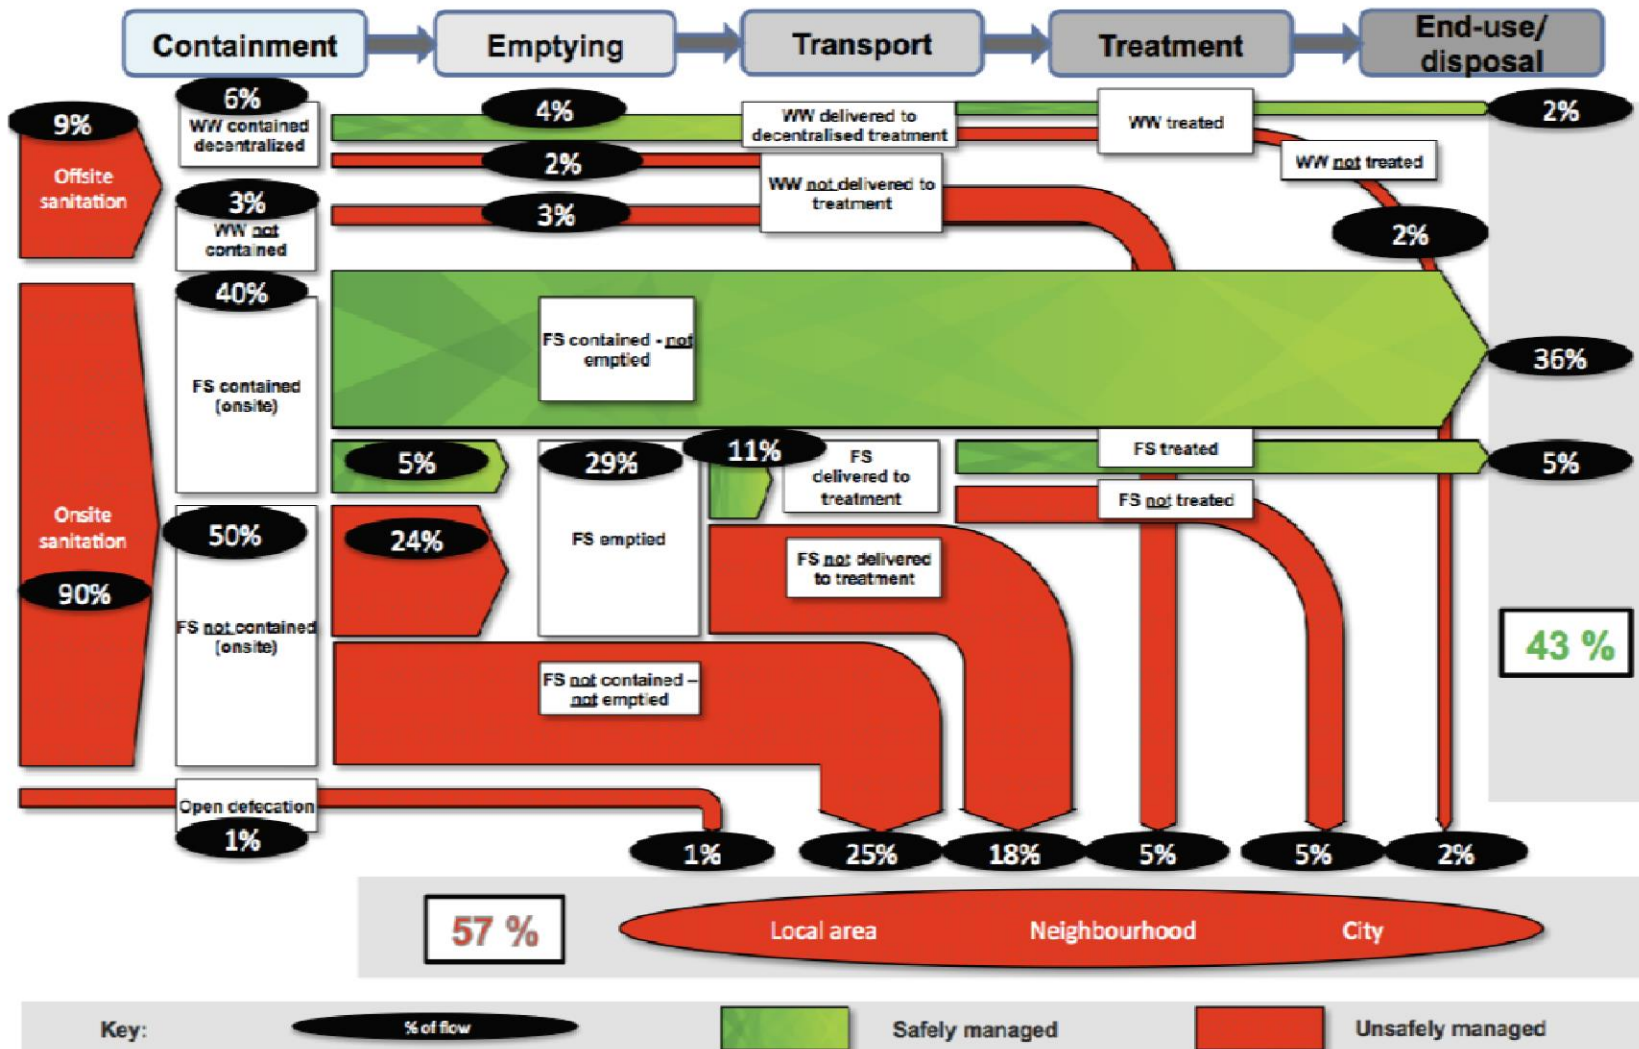 Containment
Emptying
Transport
Treatment
End-use/
disposal
9%
Offsite
sanitation
6%
WW contained
decentralized
4%
WW delivered to
decentralised treatment
WW treated
2%
2%
WW not delivered to
treatment
WW not treated
3%
WW not
contained
3%
2%
40%
FS contained
(onsite)
FS contained - not
emptied
36%
5%
29%
FS emptied
11%
FS
delivered to
treatment
FS treated
5%
FS not treated
Onsite
sanitation
90%
50%
FS not contained
(onsite)
24%
FS not delivered
to treatment
FS not contained –
not emptied
43 %
Open defecation
1%
1%
25%
18%
5%
5%
2%
57 %
Local area
Neighbourhood
City
Key:
% of flow
Safely managed
Unsafely managed